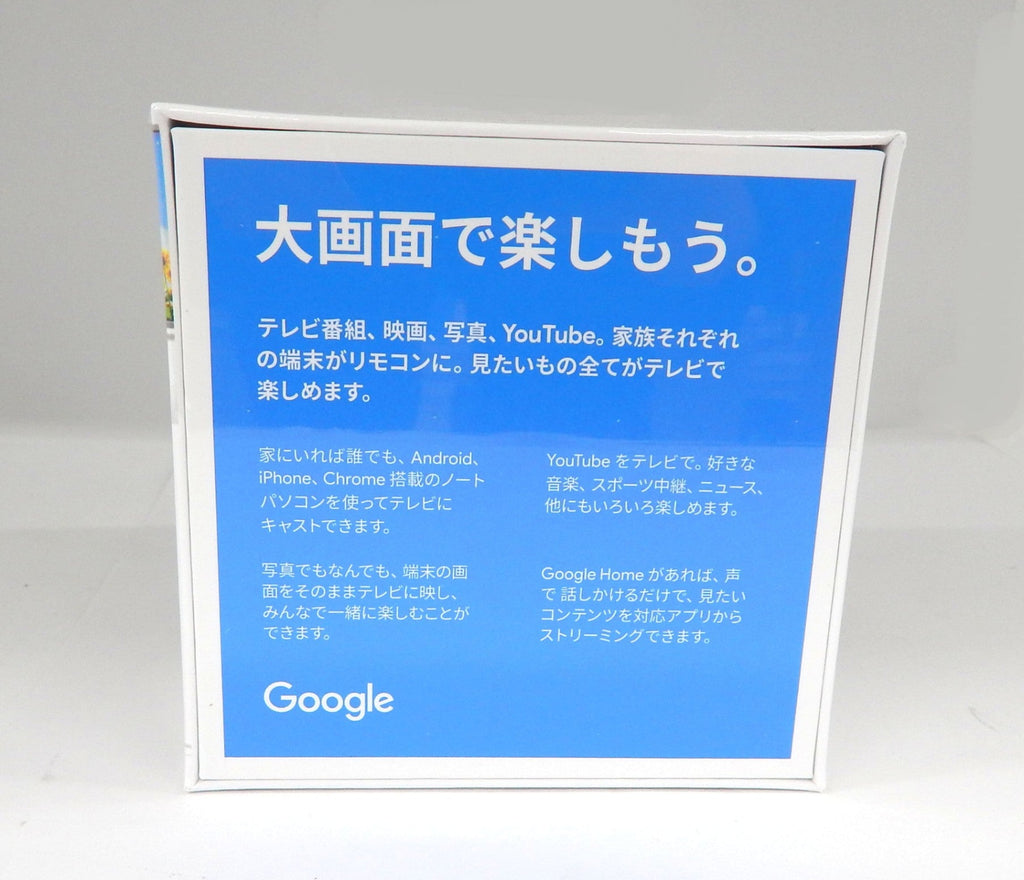 大画面で楽しもう。
テレビ番組、映画、写真、YouTube。家族それぞれ
の端末がリモコンに。見たいもの全てがテレビで
楽しめます。
家にいれば誰でも、Android、
iPhone、Chrome 搭載のノート
パソコンを使ってテレビに
キャストできます。
YouTube をテレビで。好きな
音楽、スポーツ中継、ニュース、
他にもいろいろ楽しめます。
写真でもなんでも、端末の画
面をそのままテレビに映し、
みんなで一緒に楽しむことが
できます。
Google Home があれば、声
で 話しかけるだけで、見たい
コンテンツを対応アプリから
ストリーミングできます。
Google